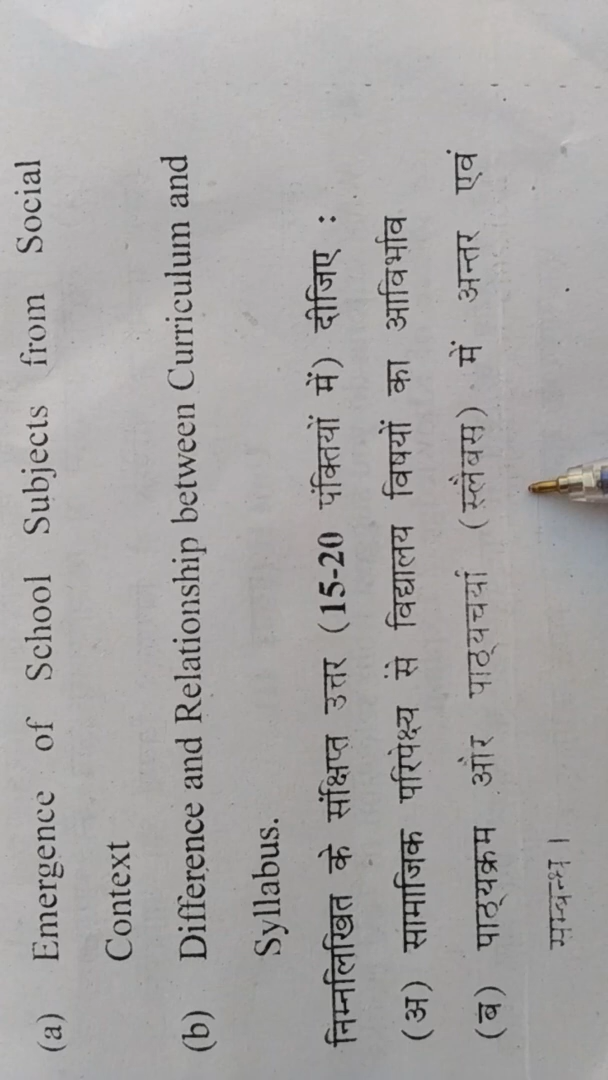 (a) Emergence of School Subjects from Social
Context
(b) Difference and Relationship between Curriculum and
Syllabus.
निम्नलिखित के संक्षिप्त उत्तर (15-20 पंक्तियों में) दीजिए :
(अ) सामाजिक परिपेक्ष्य से विद्यालय विषयों का आविर्भाव
(ब) पाठ्यक्रम और पाठ्यचर्या (स्लैबस) में अन्तर एवं
सम्बन्ध।